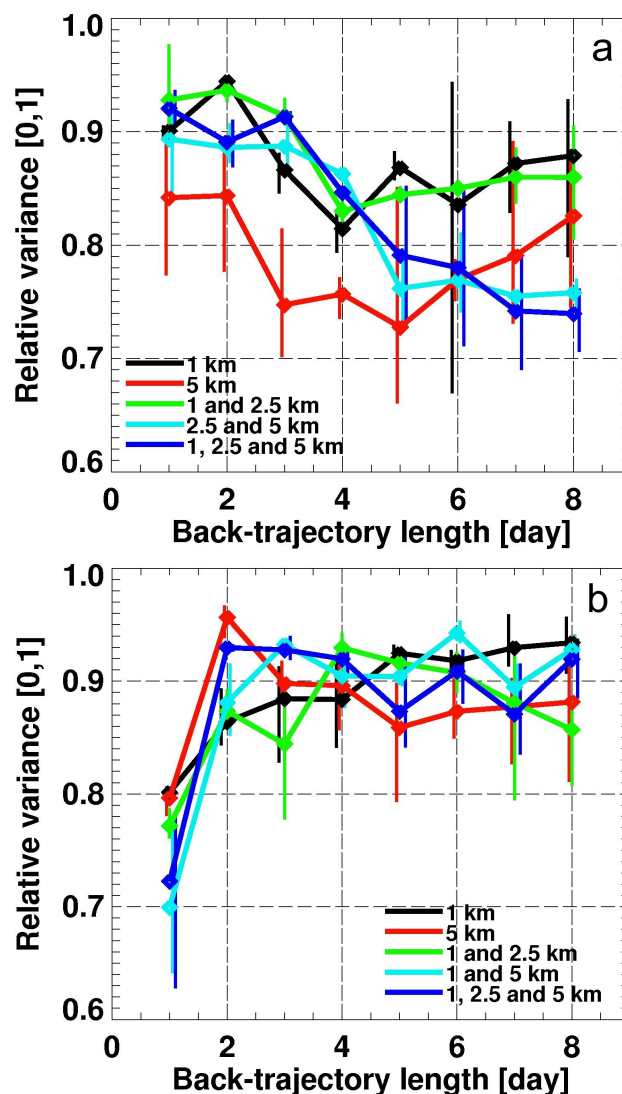 a
1.0
0.9
0.8
0.7
0.6
Relative variance [0,1]
1 km
5 km
1 and 2.5 km
2.5 and 5 km
1, 2.5 and 5 km
0 2 4 6 8
Back-trajectory length [day]
b
1.0
0.9
0.8
0.7
0.6
Relative variance [0,1]
1 km
5 km
1 and 2.5 km
1 and 5 km
1, 2.5 and 5 km
0 2 4 6 8
Back-trajectory length [day]